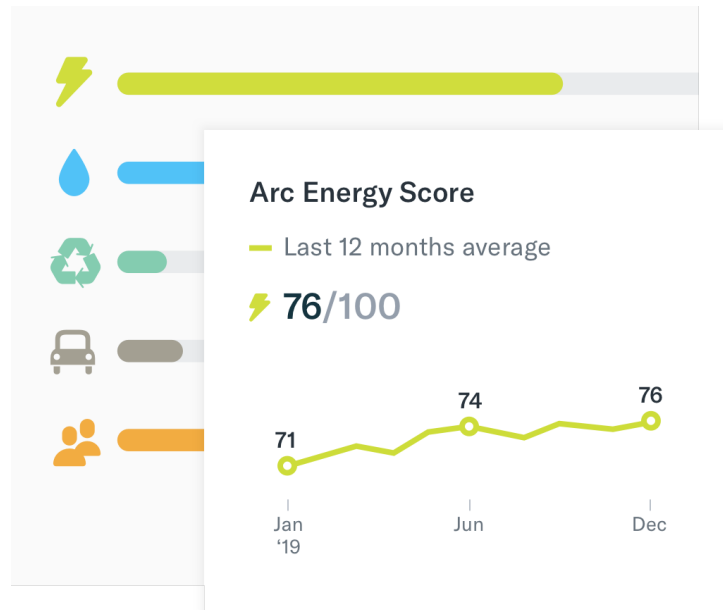 Arc Energy Score
Last 12 months average
76/100
71
74
76
Jan
‘19
Jun
Dec